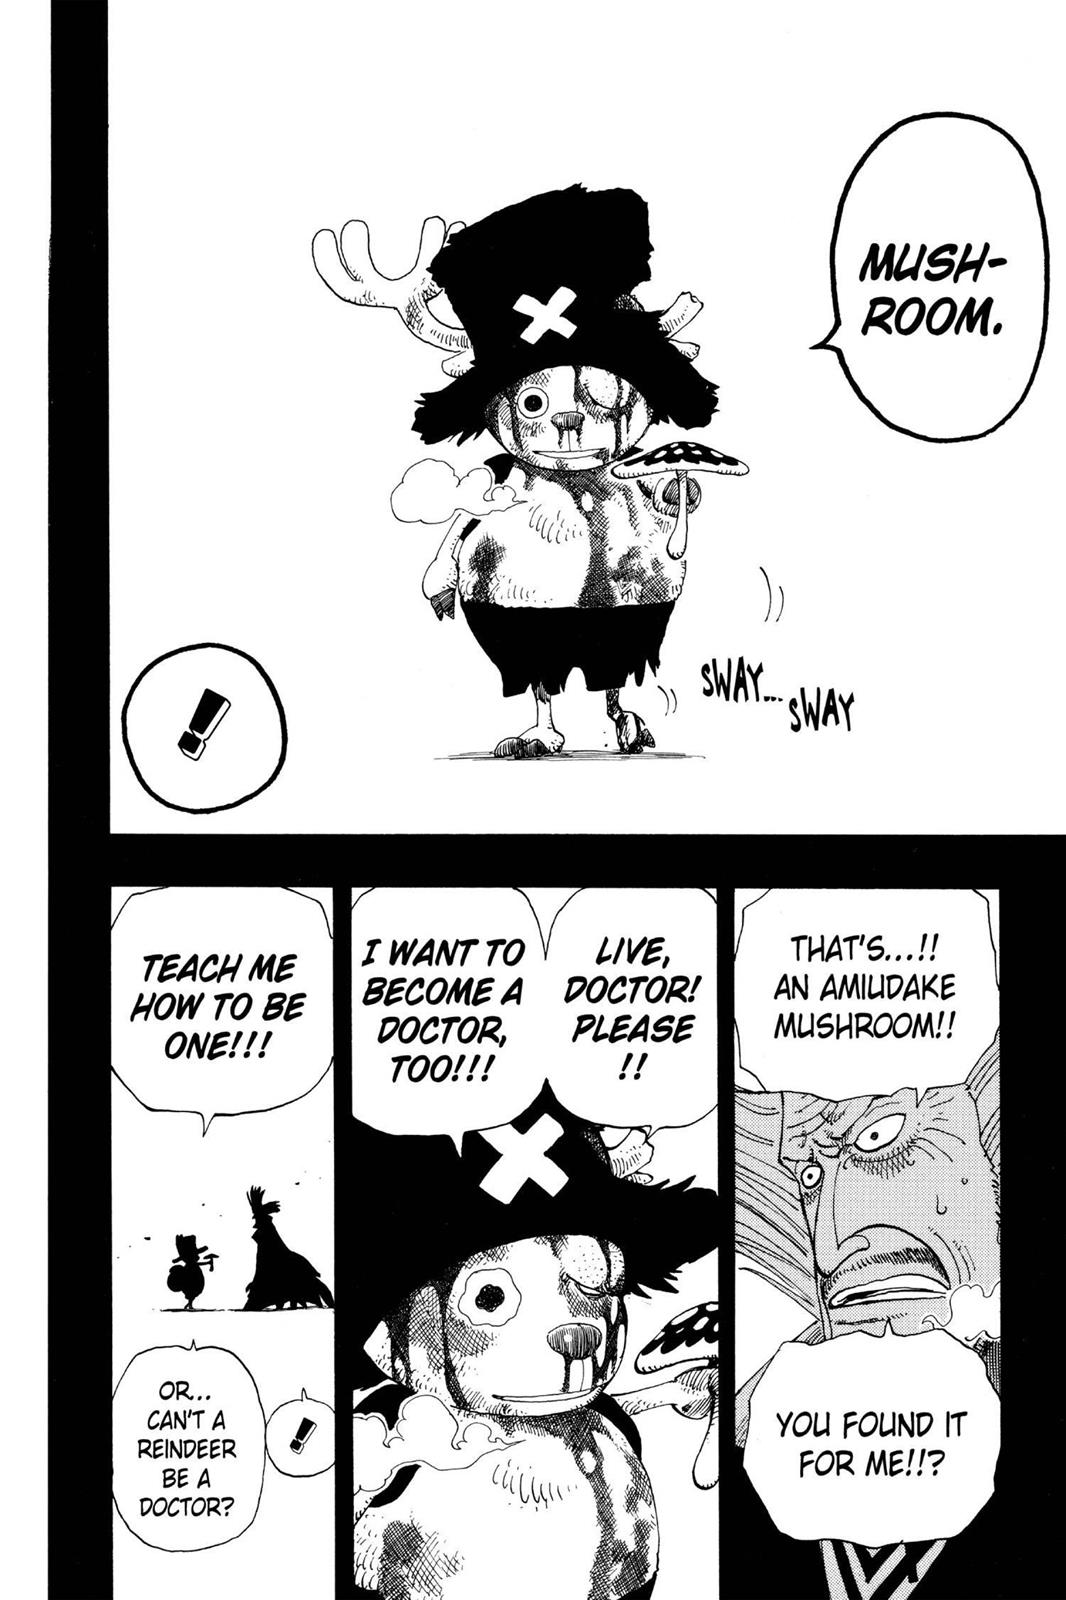 MUSH-
ROOM.
SWAY...
SWAY
!
THAT'S...!!
AN AMIUDAKE
MUSHROOM!!
YOU FOUND IT
FOR ME!!?
LIVE,
DOCTOR!
PLEASE
!!
I WANT TO
BECOME A
DOCTOR,
TOO!!!
TEACH ME
HOW TO BE
ONE!!!
!
OR...
CAN'T A
REINDEER
BE A
DOCTOR?